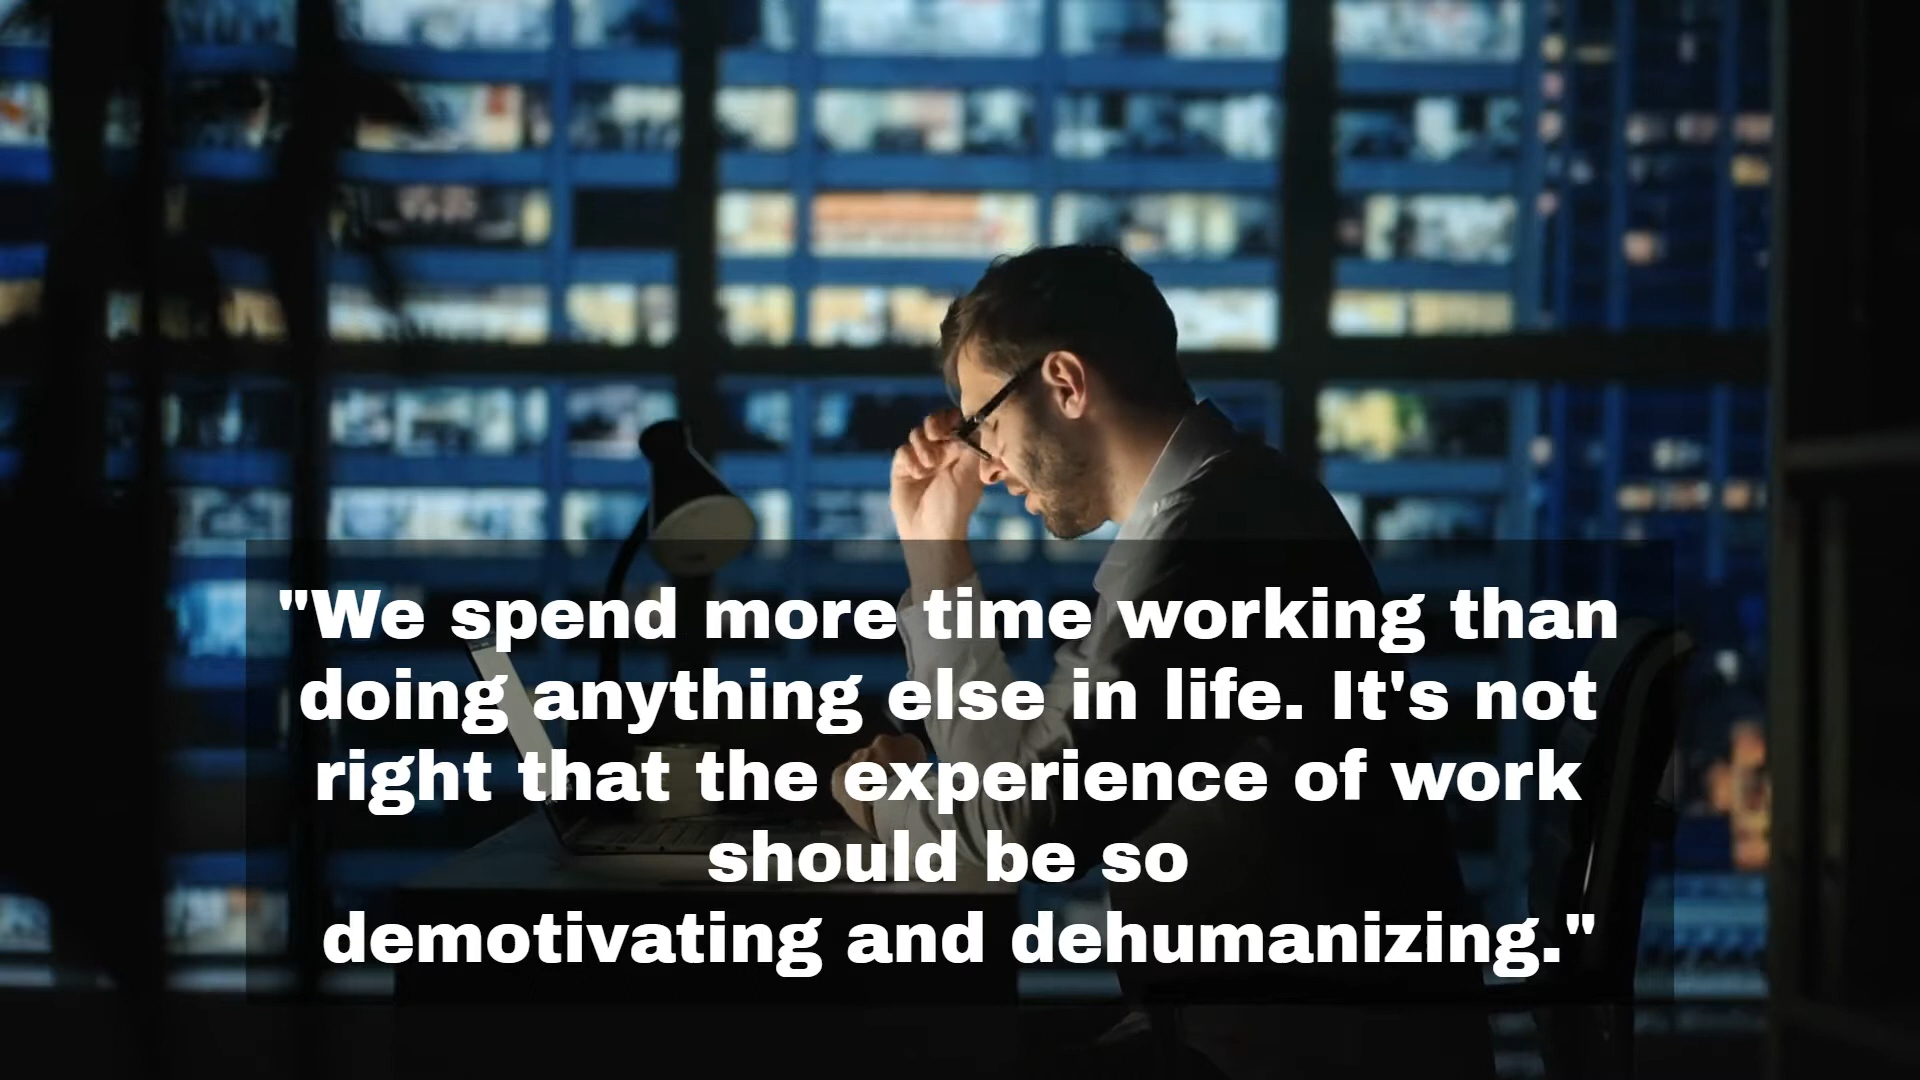 "We spend more time working than
doing anything else in life. It's not
right that the experience of work
should be so
demotivating and dehumanizing."